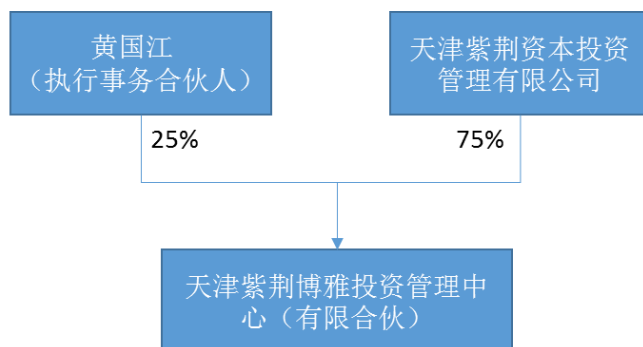 黄国江
（执行事务合伙人）
天津紫荆资本投资
管理有限公司
25%
75%
天津紫荆博雅投资管理中
心（有限合伙）